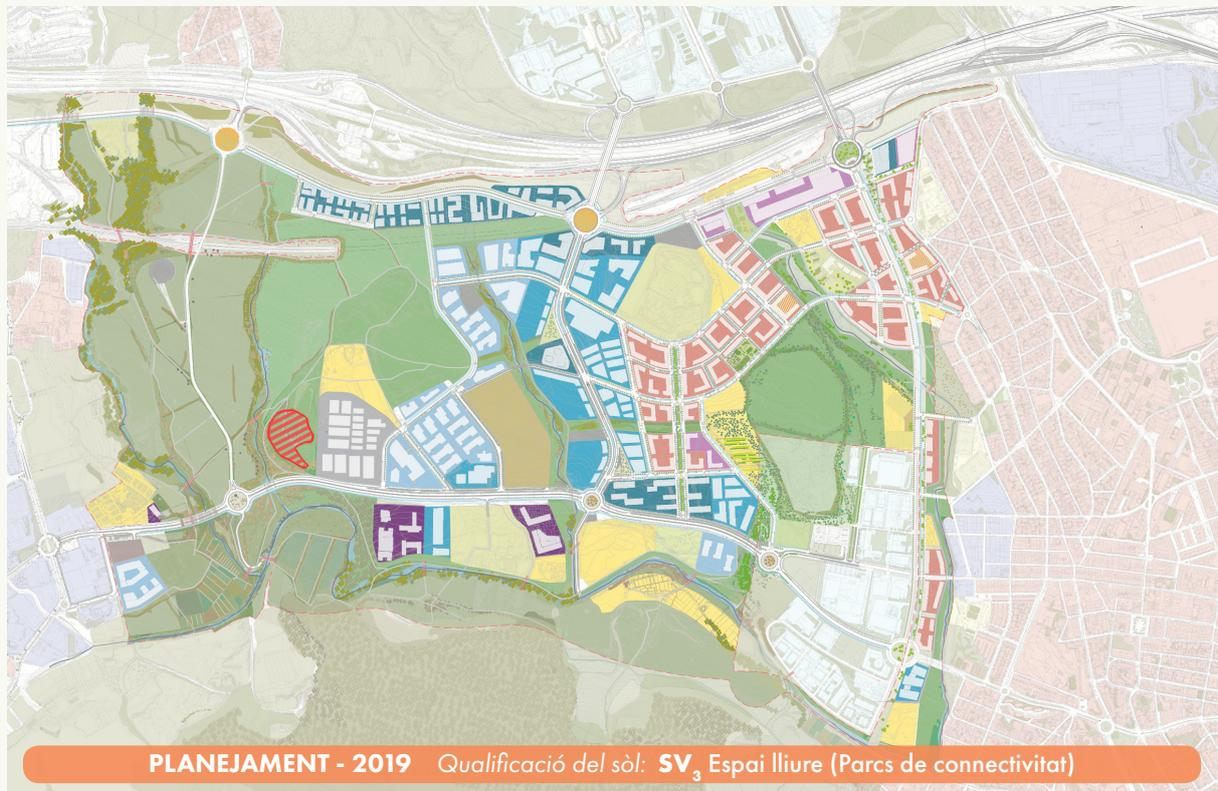 PLANEJAMENT - 2019 Qualificació del sòl: SV3 Espai lliure (Parcs de connectivitat)